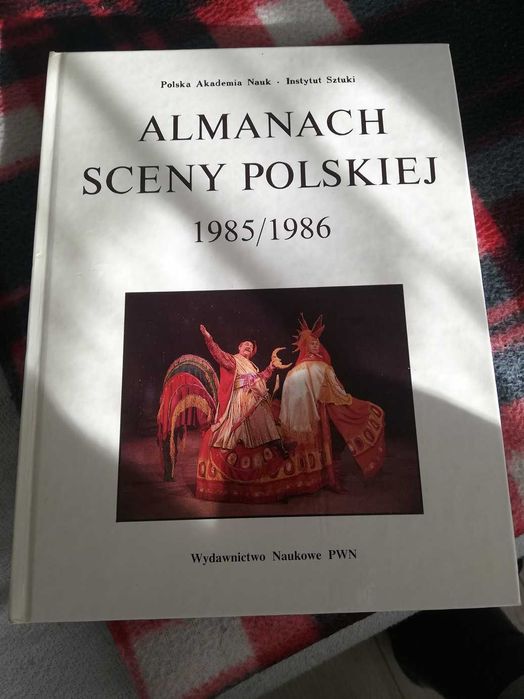 Polska Akademia Nauk · Instytut Sztuki
ALMANACH
SCENY POLSKIEJ
1985/1986
Wydawnictwo Naukowe PWN